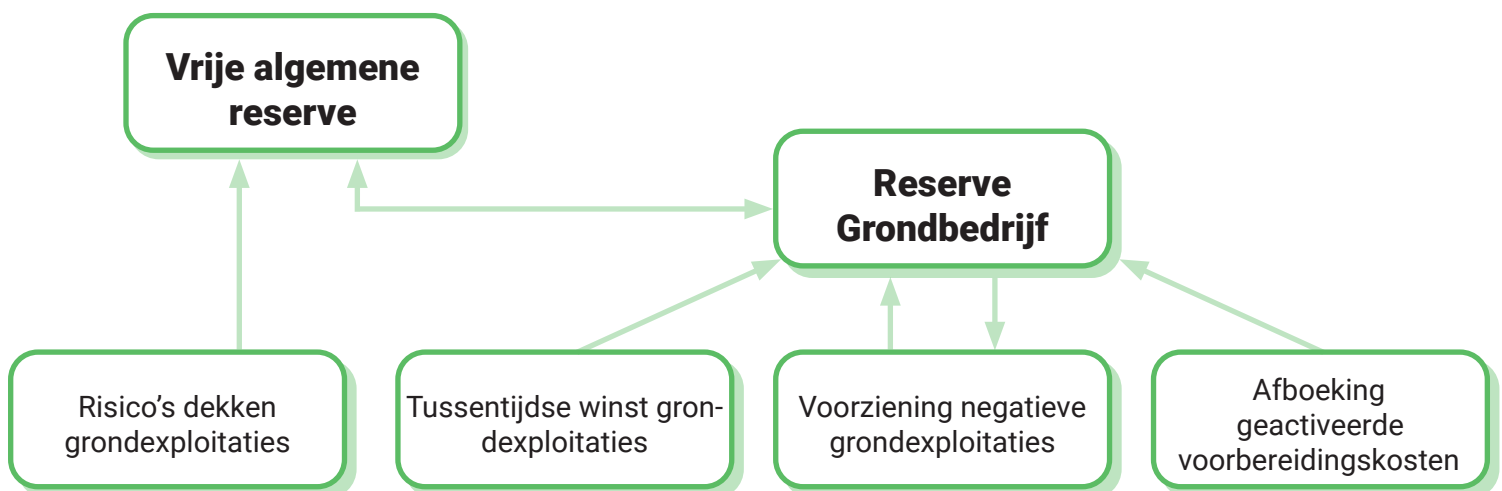 Vrije algemene
reserve
Reserve
Grondbedrijf
Risico's dekken
grondexploitaties
Tussentijdse winst gron-
dexploitaties
Voorziening negatieve
grondexploitaties
Afboeking
geactiveerde
voorbereidingskosten